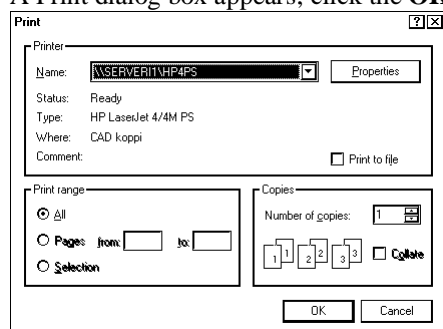 A Print dialog box appears, click the OK
Print
Printer
Name: \\SERVERI1\HP4PS Properties
Status: Ready
Type: HP LaserJet 4/4M PS
Where: CAD koppi
Comment: Print to file
Print range
All
Pages from: to:
Selection
Copies
Number of copies: 1
1 1 2 2 3 3 Collate
OK Cancel